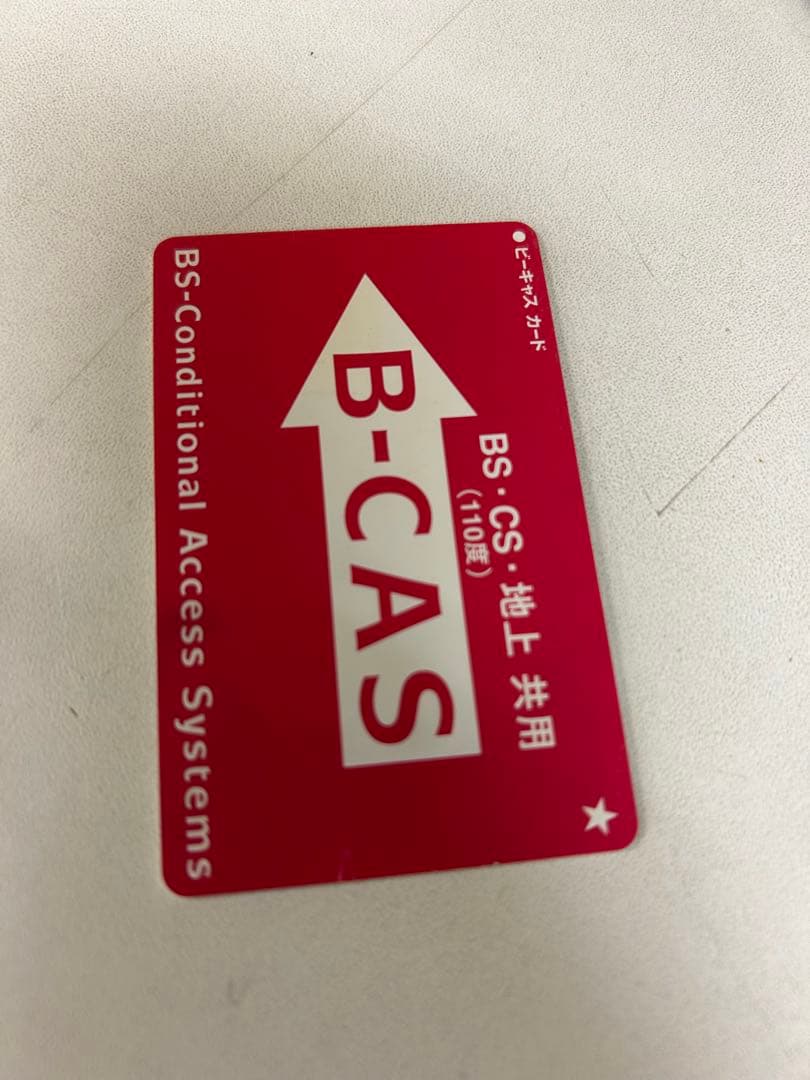 ●ビーキャス カード
BS・CS・地上 共用
（110度）
B-CAS
★
BS-Conditional Access Systems